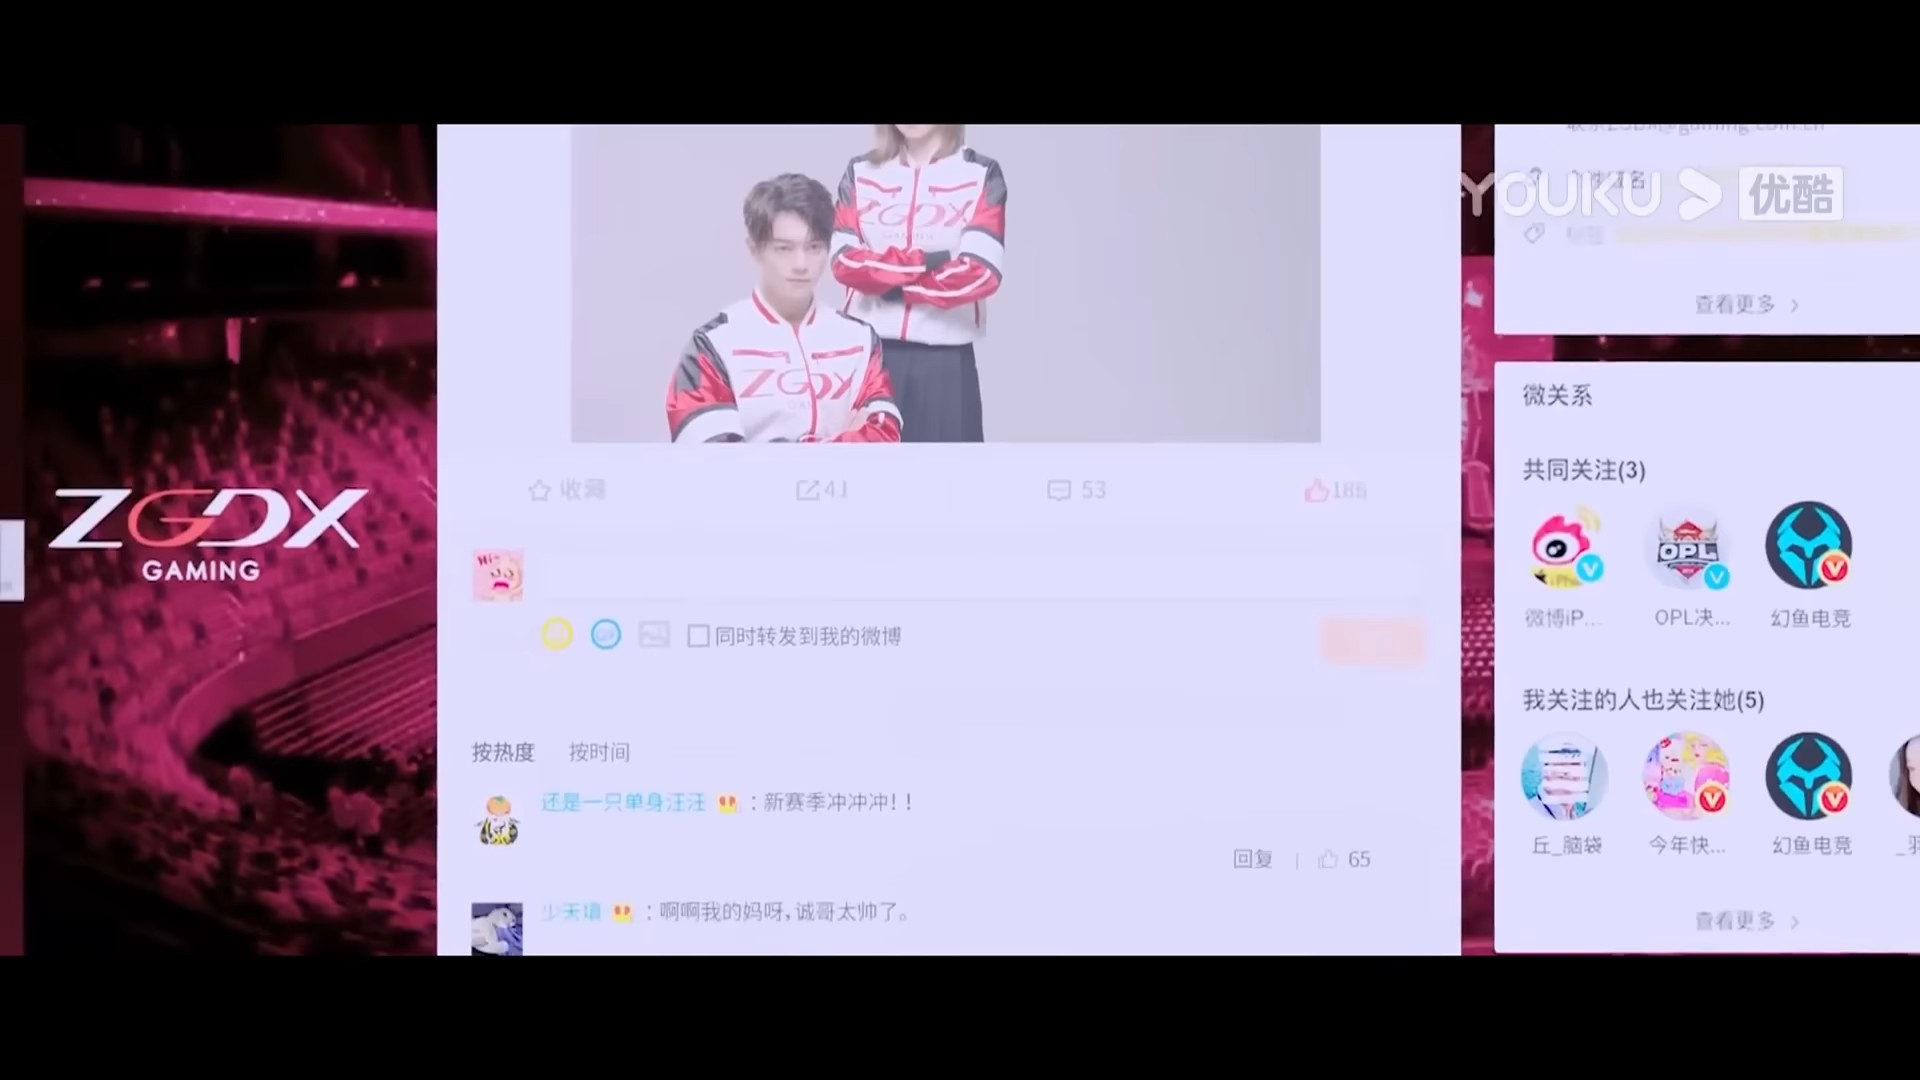 YOUKU 优酷
ZGDX
ZGDX
ZGDX
GAMING
收藏
41
53
186
同时转发到我的微博
按热度 按时间
还是一只单身汪汪：新赛季冲冲冲！！
回复 | 65
：啊啊我的妈呀，诚哥太帅了。
查看更多 >
微关系
共同关注(3)
OPL
微博iP...
OPL决...
幻鱼电竞
我关注的人也关注她(5)
丘_脑袋
今年快...
幻鱼电竞
查看更多 >